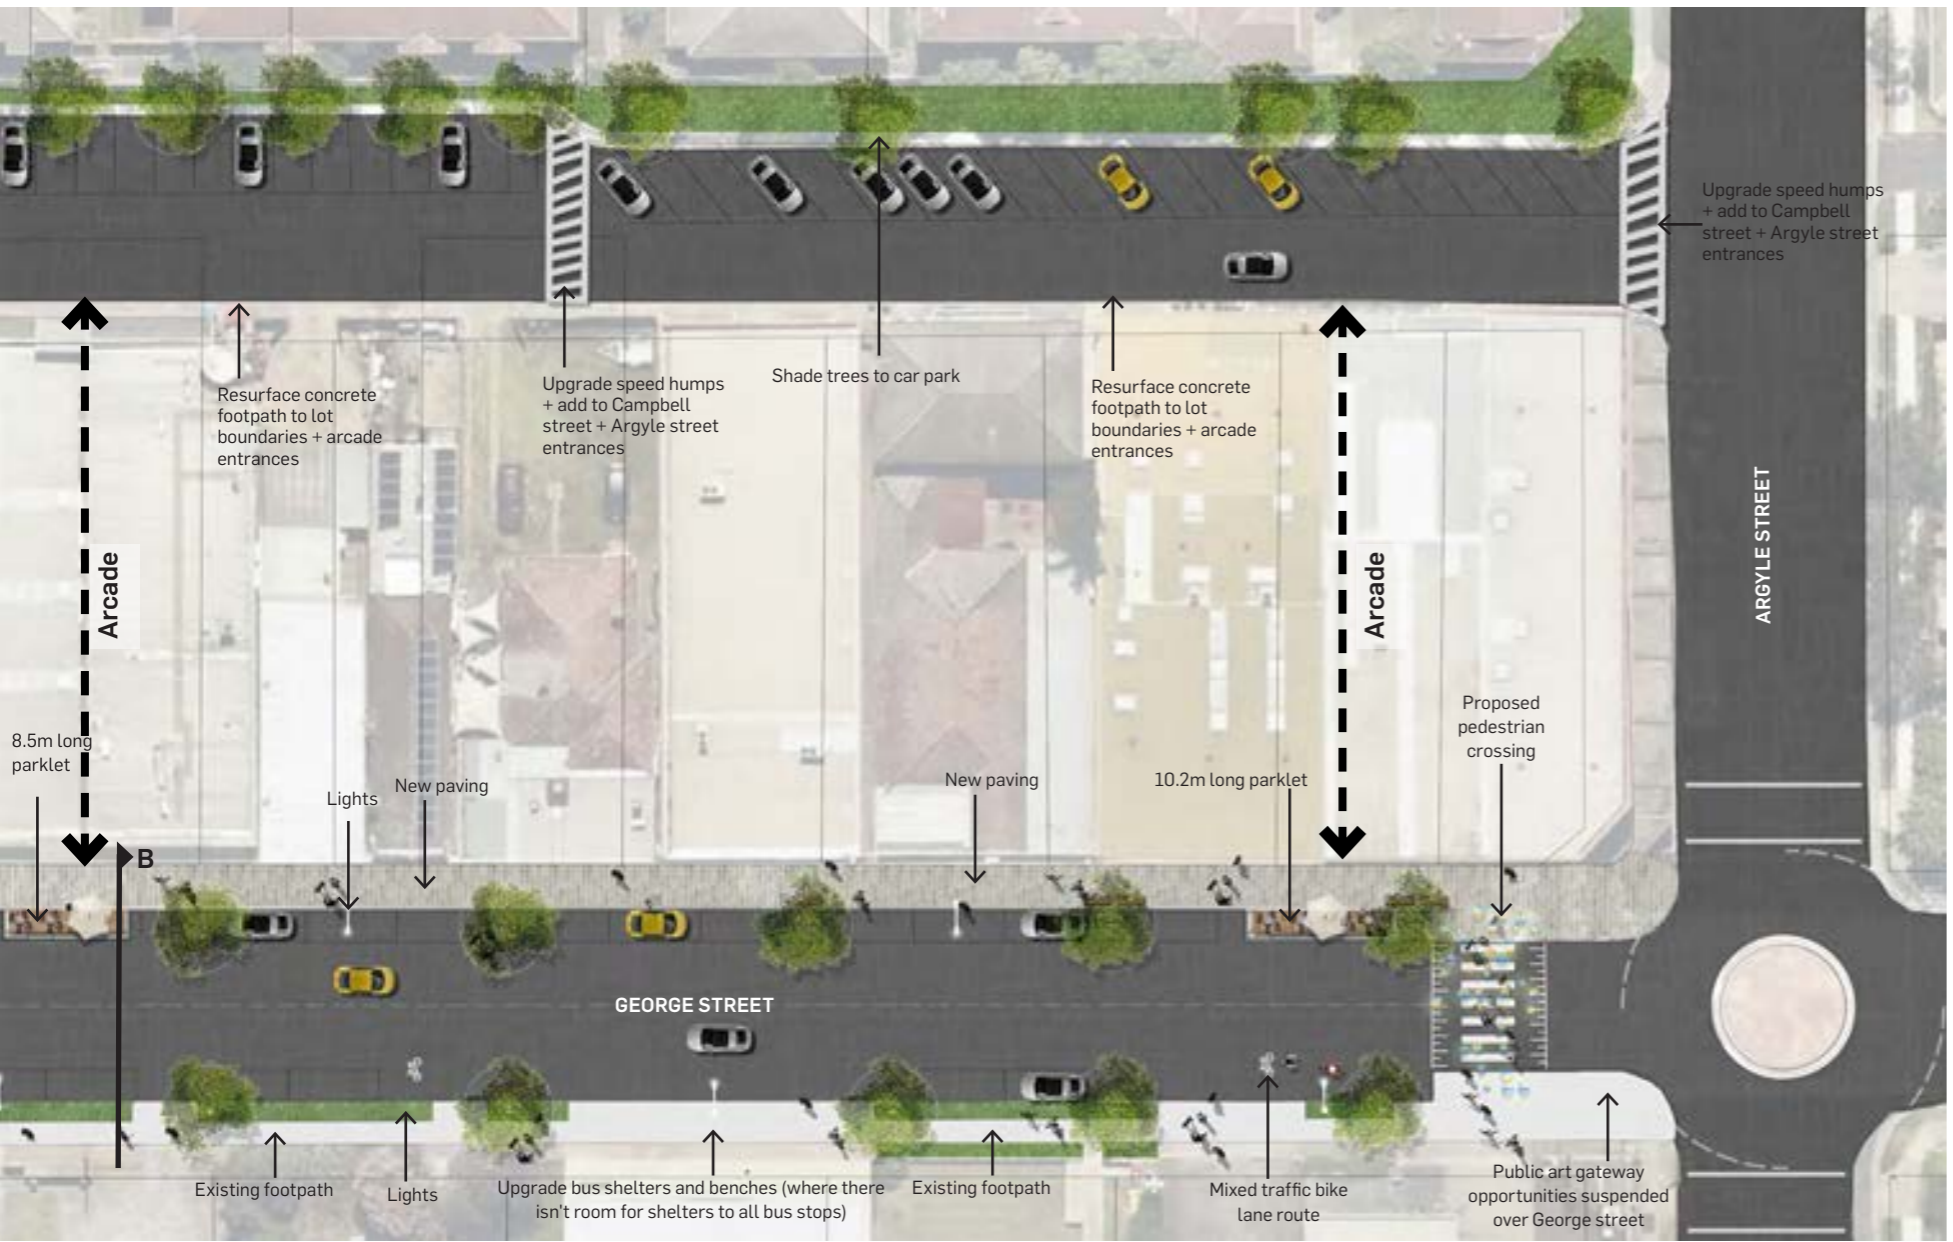 Upgrade speed humps
+ add to Campbell
street + Argyle street
entrances
Resurface concrete
footpath to lot
boundaries + arcade
entrances
Upgrade speed humps
+ add to Campbell
street + Argyle street
entrances
Shade trees to car park
Resurface concrete
footpath to lot
boundaries + arcade
entrances
ARGYLE STREET
Arcade
Arcade
8.5m long
parklet
Lights
New paving
New paving
10.2m long parklet
Proposed
pedestrian
crossing
B
GEORGE STREET
Existing footpath
Lights
Upgrade bus shelters and benches (where there
isn't room for shelters to all bus stops)
Existing footpath
Mixed traffic bike
lane route
Public art gateway
opportunities suspended
over George street